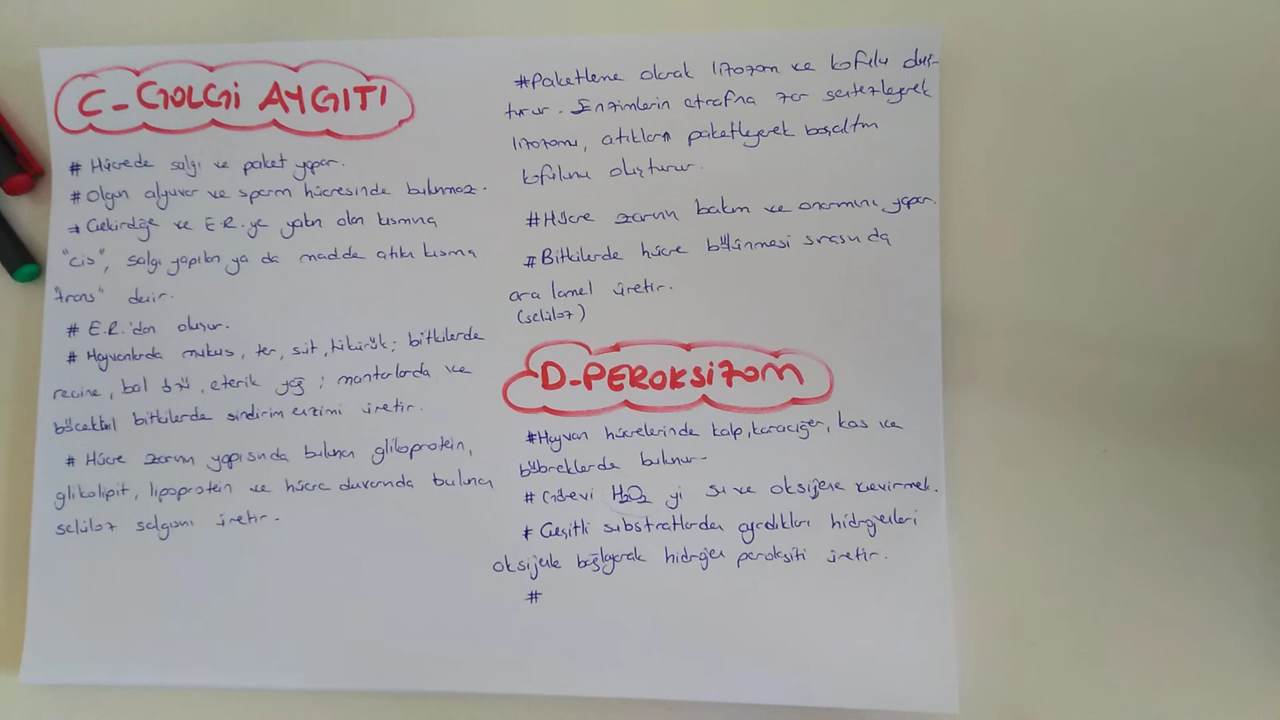 C-GOLGİ AYGITI
# Hücrede salgı ve paket yapar.
# Olgun alyuvar ve sperm hücresinde bulunmaz.
# Çekirdeğe ve E.R.ye yakın olan kısmına
"cis", salgı yapılan ya da madde atılan kısma
"trans" denir.
# E.R.'dan oluşur.
# Hayvanlarda mukus, ter, süt, tükürük; bitkilerde
reçine, bal özü, eterik yağ; mantarlarda ve
böcekçil bitkilerde sindirim enzimi üretir.
# Hücre zarının yapısında bulunan glikoprotein,
glikolipit, lipoprotein ve hücre duvarında bulunan
selüloz salgısını üretir.
#Paketleme olarak lizozom ve kofulu oluş-
turur. Enzimlerin etrafına zar sentezleyerek
lizozomu, atıkların paketleyerek boşaltım
kofulunu oluşturur.
#Hücre zarının bakım ve onarımını yapar.
#Bitkilerde hücre bölünmesi sırasında
ara lamel üretir.
(selüloz)
D-PEROKSİZOM
#Hayvan hücrelerinde kalp, karaciğer, kas ve
böbreklerde bulunur.
# Görevi H₂O₂ yi su ve oksijene çevirmek.
# Çeşitli substratlardan ayırdıkları hidrojenleri
oksijenle bağlayarak hidrojen peroksiti üretir.
#